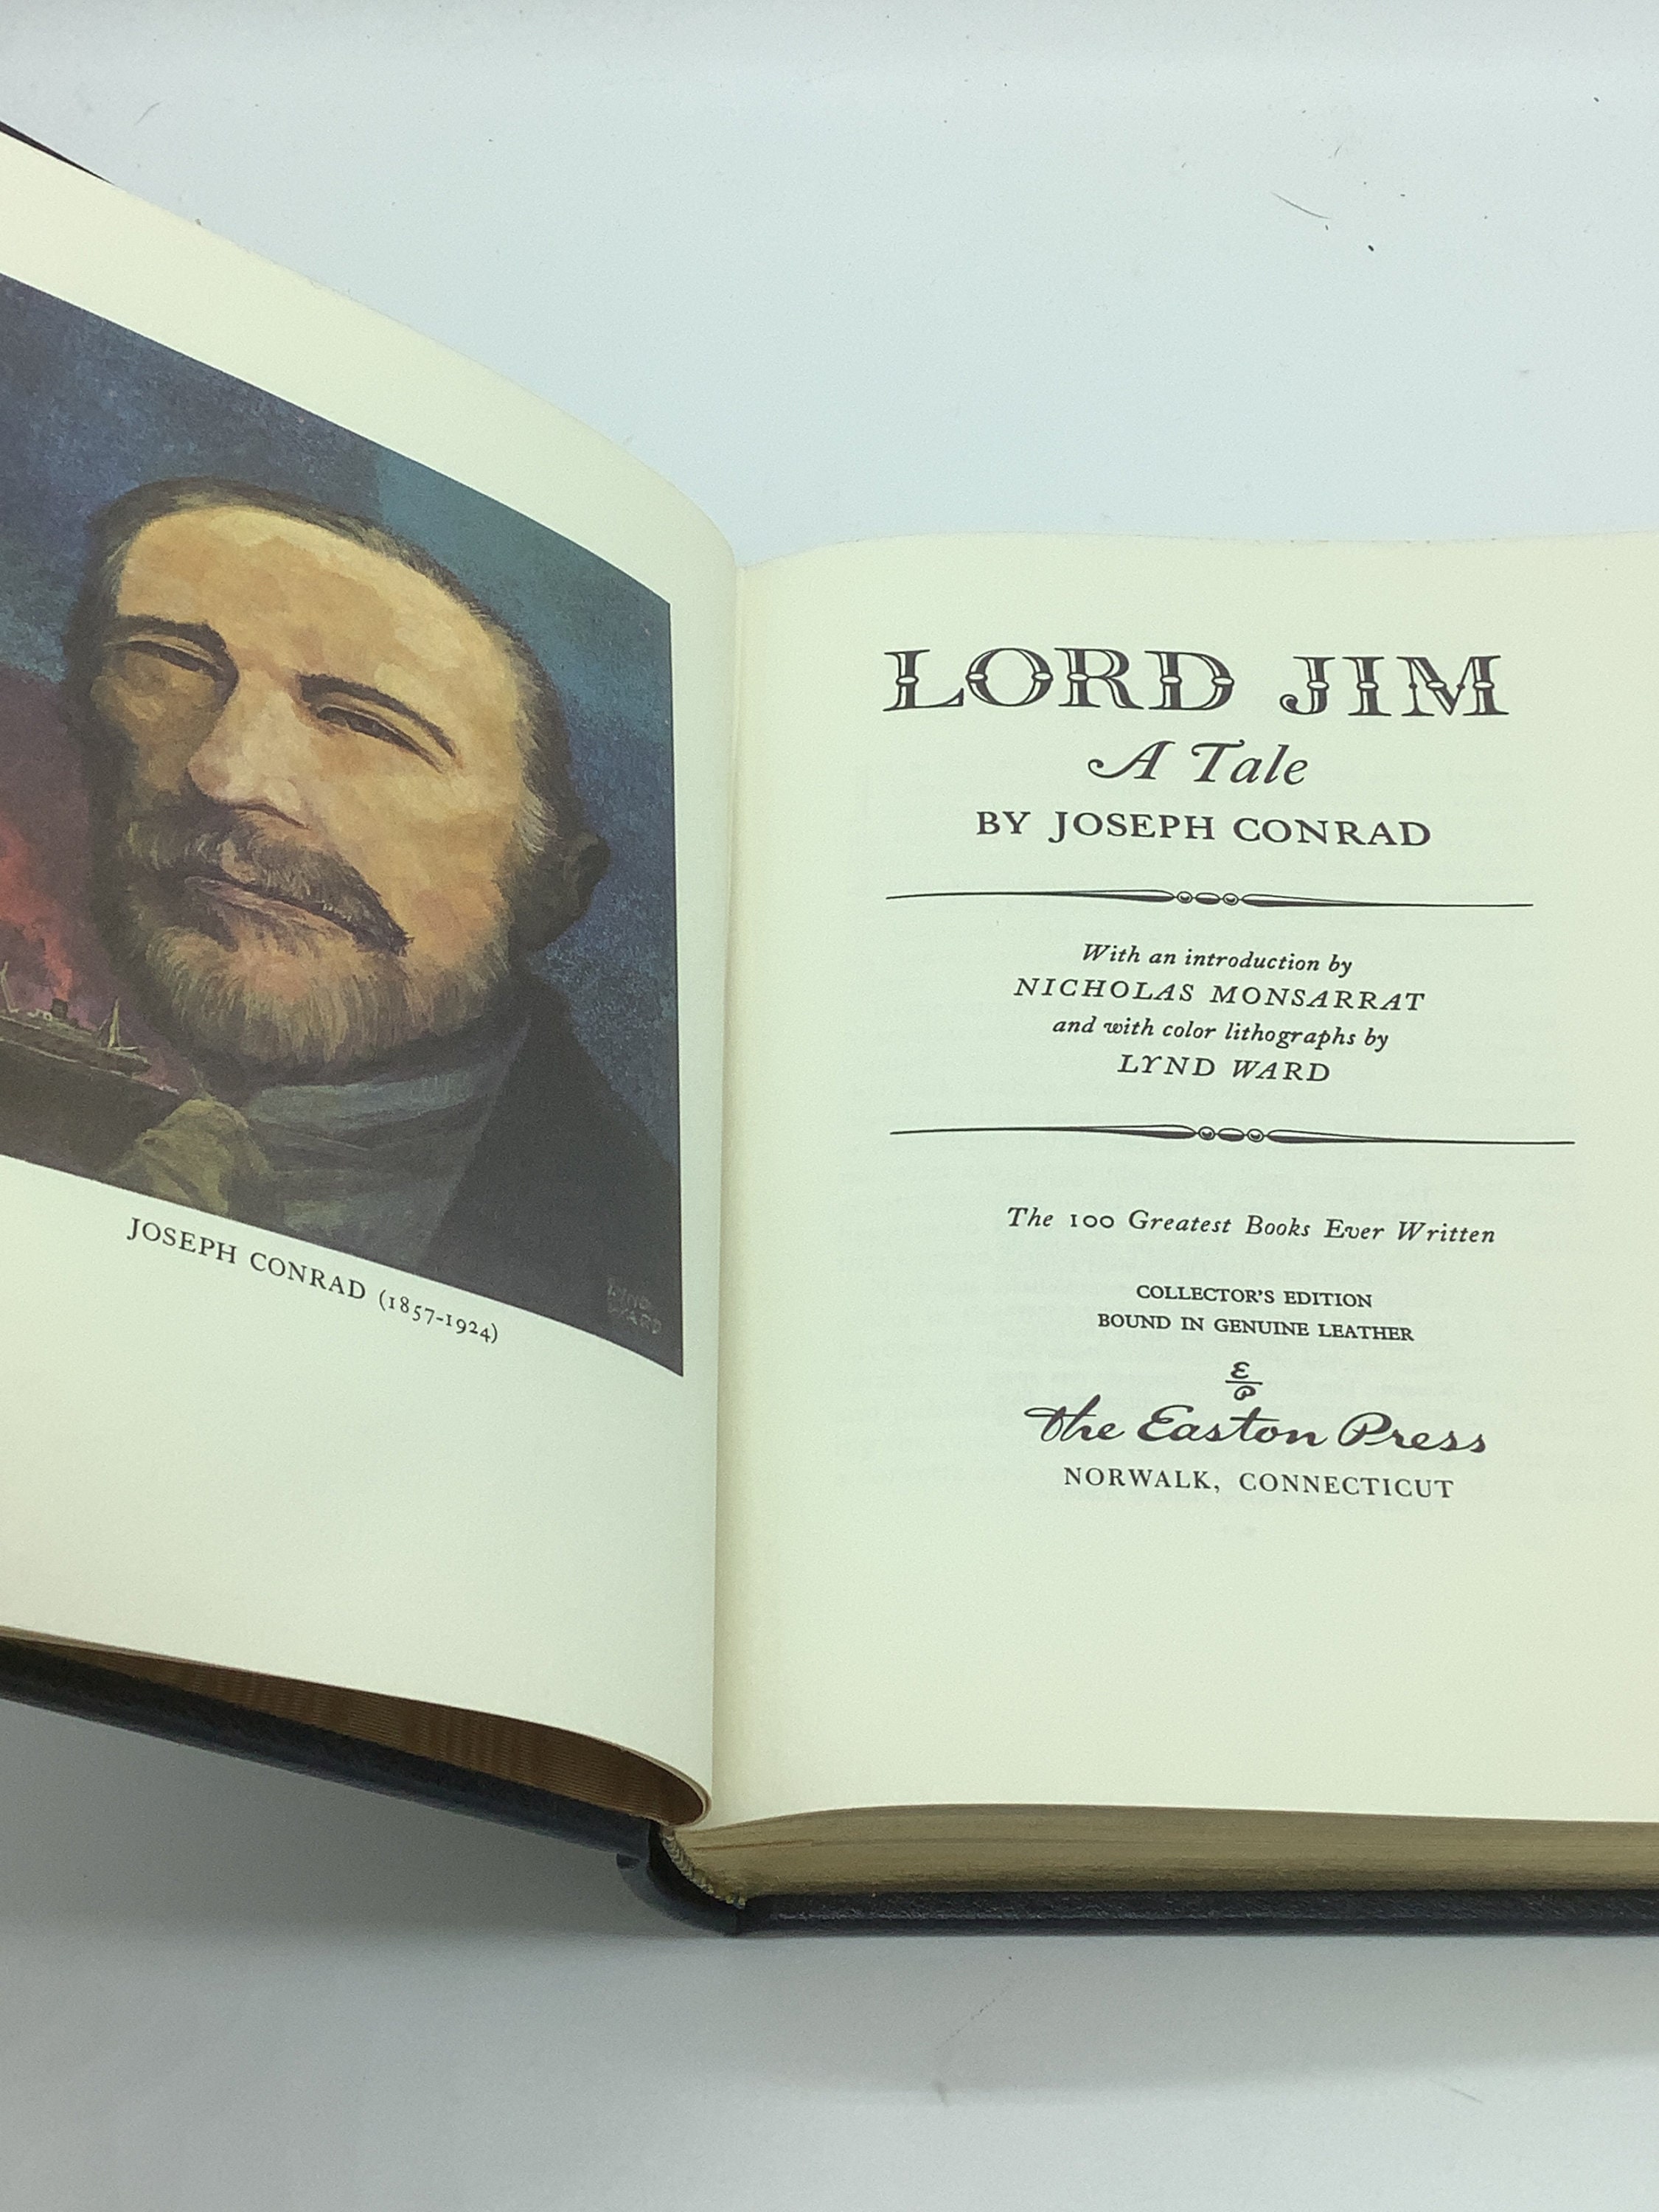 JOSEPH CONRAD (1857-1924)
LYND
WARD
LORD JIM
A Tale
BY JOSEPH CONRAD
With an introduction by
NICHOLAS MONSARRAT
and with color lithographs by
LYND WARD
The 100 Greatest Books Ever Written
COLLECTOR'S EDITION
BOUND IN GENUINE LEATHER
E
P
The Easton Press
NORWALK, CONNECTICUT